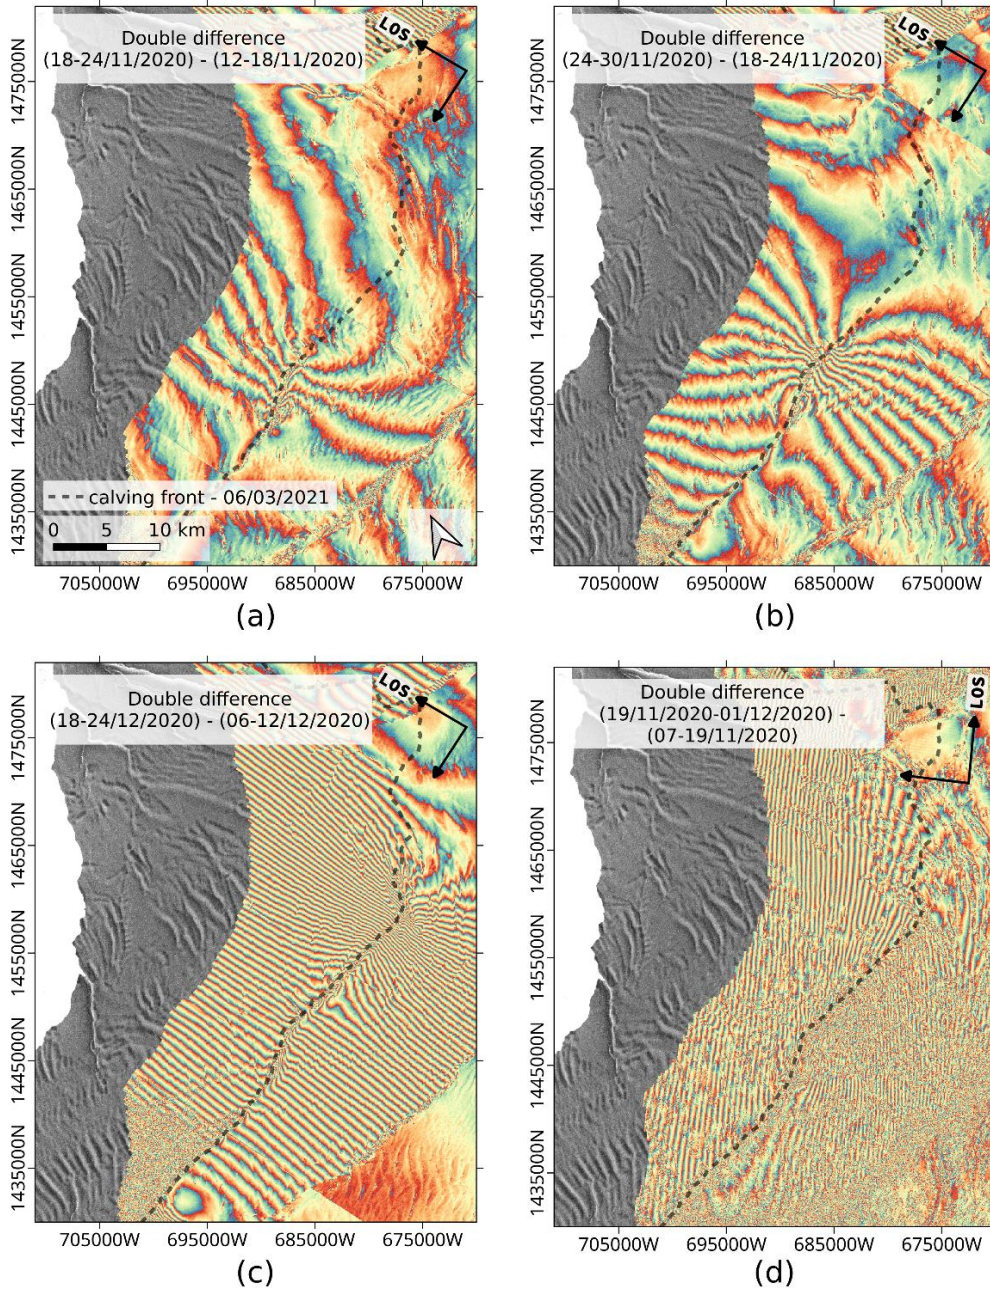 Double difference
(18-24/11/2020) - (12-18/11/2020)
LoS
1475000N
1465000N
1455000N
1445000N
1435000N
calving front - 06/03/2021
0 5 10 km
705000W 695000W 685000W 675000W
(a)
Double difference
(24-30/11/2020) - (18-24/11/2020)
LoS
1475000N
1465000N
1455000N
1445000N
1435000N
705000W 695000W 685000W 675000W
(b)
Double difference
(18-24/12/2020) - (06-12/12/2020)
LoS
1475000N
1465000N
1455000N
1445000N
1435000N
705000W 695000W 685000W 675000W
(c)
Double difference
(19/11/2020-01/12/2020) -
(07-19/11/2020)
LoS
1475000N
1465000N
1455000N
1445000N
1435000N
705000W 695000W 685000W 675000W
(d)